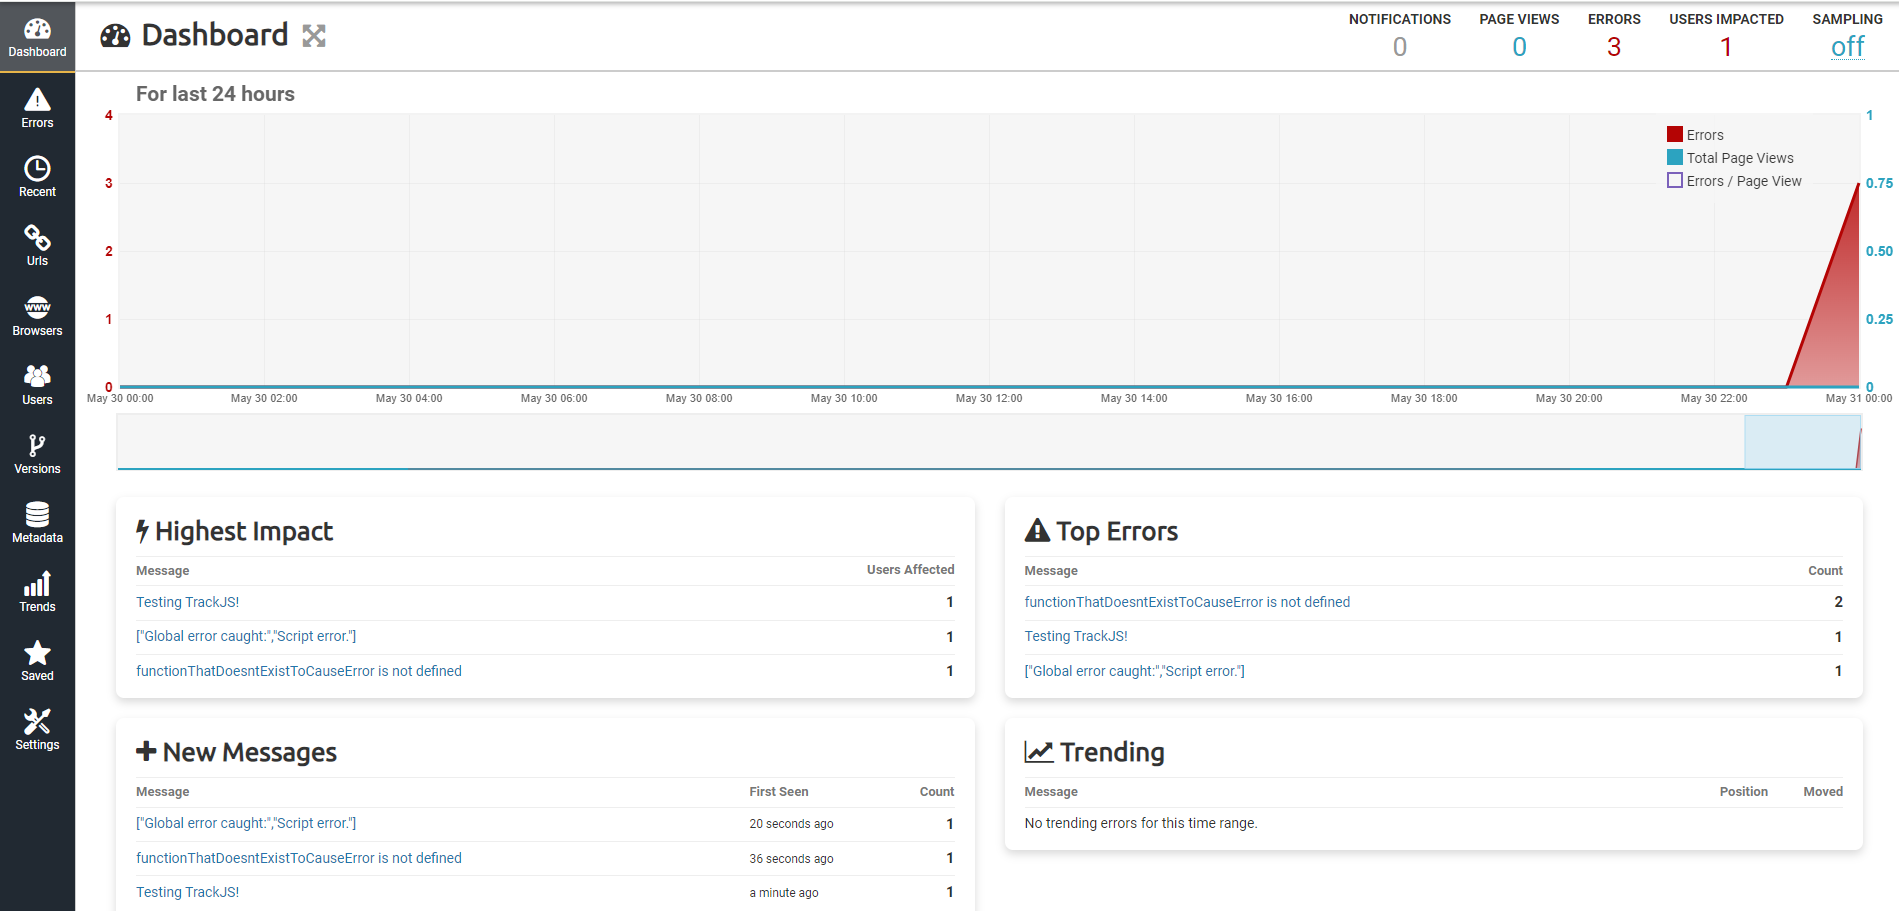 Dashboard
Errors
Recent
Urls
WWW
Browsers
Users
Versions
Metadata
Trends
Saved
Settings
Dashboard
NOTIFICATIONS PAGE VIEWS ERRORS USERS IMPACTED SAMPLING
0 0 3 1 off
For last 24 hours
4 1
Errors
Total Page Views
3 Errors / Page View 0.75
2 0.50
1 0.25
0 0
May 30 00:00 May 30 02:00 May 30 04:00 May 30 06:00 May 30 08:00 May 30 10:00 May 30 12:00 May 30 14:00 May 30 16:00 May 30 18:00 May 30 20:00 May 30 22:00 May 31 00:00
Highest Impact
Message Users Affected
Testing TrackJS! 1
["Global error caught:","Script error."] 1
functionThatDoesntExistToCauseError is not defined 1
Top Errors
Message Count
functionThatDoesntExistToCauseError is not defined 2
Testing TrackJS! 1
["Global error caught:","Script error."] 1
New Messages
Message First Seen Count
["Global error caught:","Script error."] 20 seconds ago 1
functionThatDoesntExistToCauseError is not defined 36 seconds ago 1
Testing TrackJS! a minute ago 1
Trending
Message Position Moved
No trending errors for this time range.